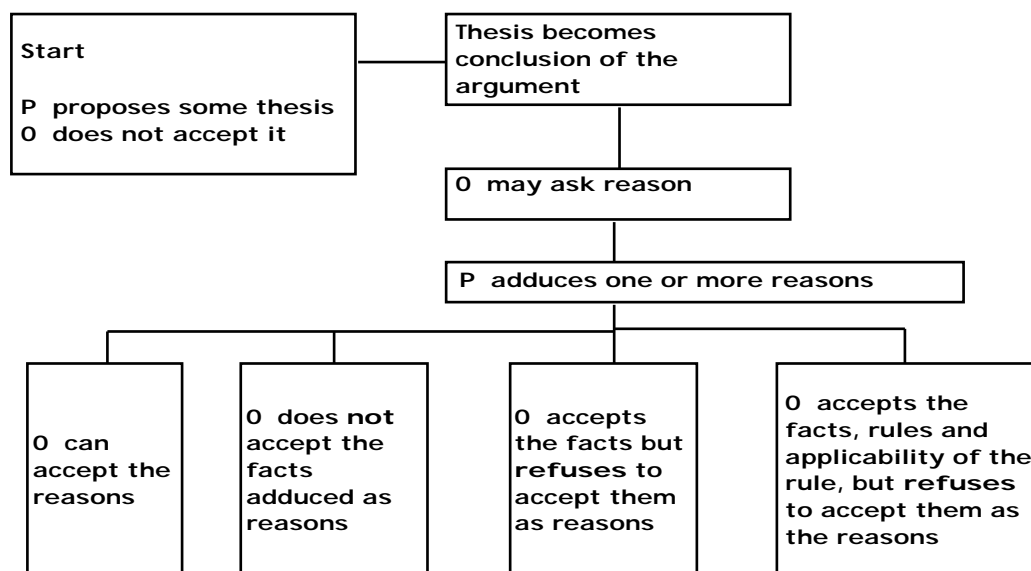 Start
P proposes some thesis
O does not accept it
Thesis becomes
conclusion of the
argument
O may ask reason
P adduces one or more reasons
O can
accept the
reasons
O does not
accept the
facts
adduced as
reasons
O accepts
the facts but
refuses to
accept them
as reasons
O accepts the
facts, rules and
applicability of the
rule, but refuses
to accept them as
the reasons